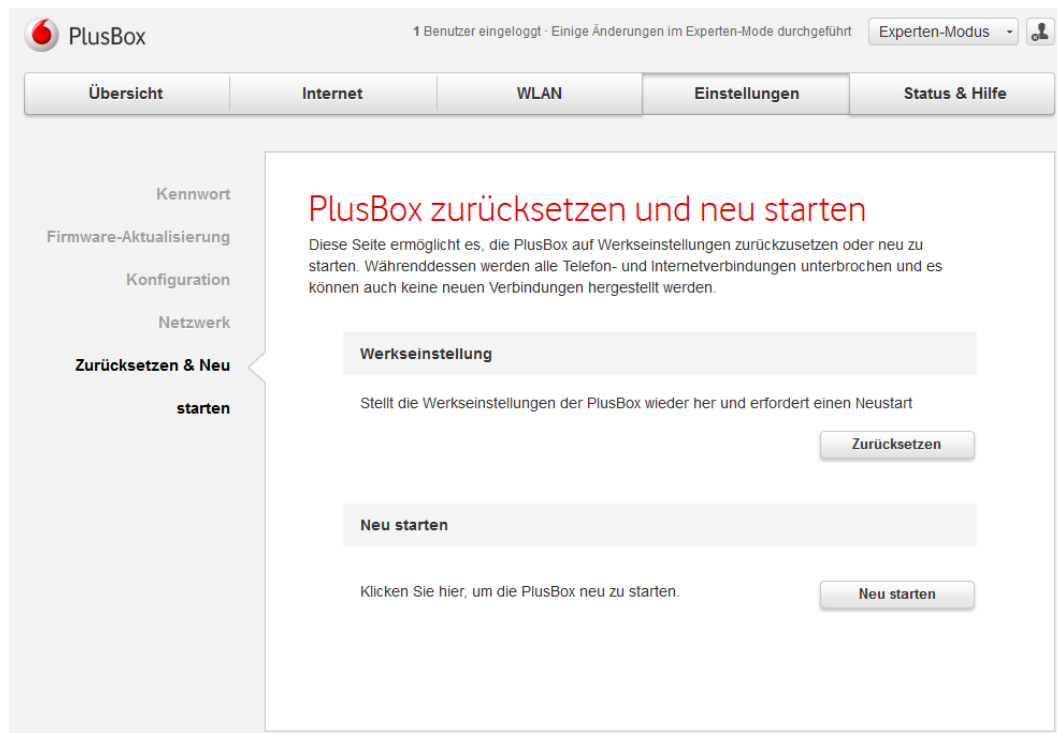 PlusBox
1 Benutzer eingeloggt · Einige Änderungen im Experten-Mode durchgeführt
Experten-Modus
Übersicht
Internet
WLAN
Einstellungen
Status & Hilfe
Kennwort
Firmware-Aktualisierung
Konfiguration
Netzwerk
Zurücksetzen & Neu
starten
PlusBox zurücksetzen und neu starten
Diese Seite ermöglicht es, die PlusBox auf Werkseinstellungen zurückzusetzen oder neu zu
starten. Währenddessen werden alle Telefon- und Internetverbindungen unterbrochen und es
können auch keine neuen Verbindungen hergestellt werden.
Werkseinstellung
Stellt die Werkseinstellungen der PlusBox wieder her und erfordert einen Neustart
Zurücksetzen
Neu starten
Klicken Sie hier, um die PlusBox neu zu starten.
Neu starten